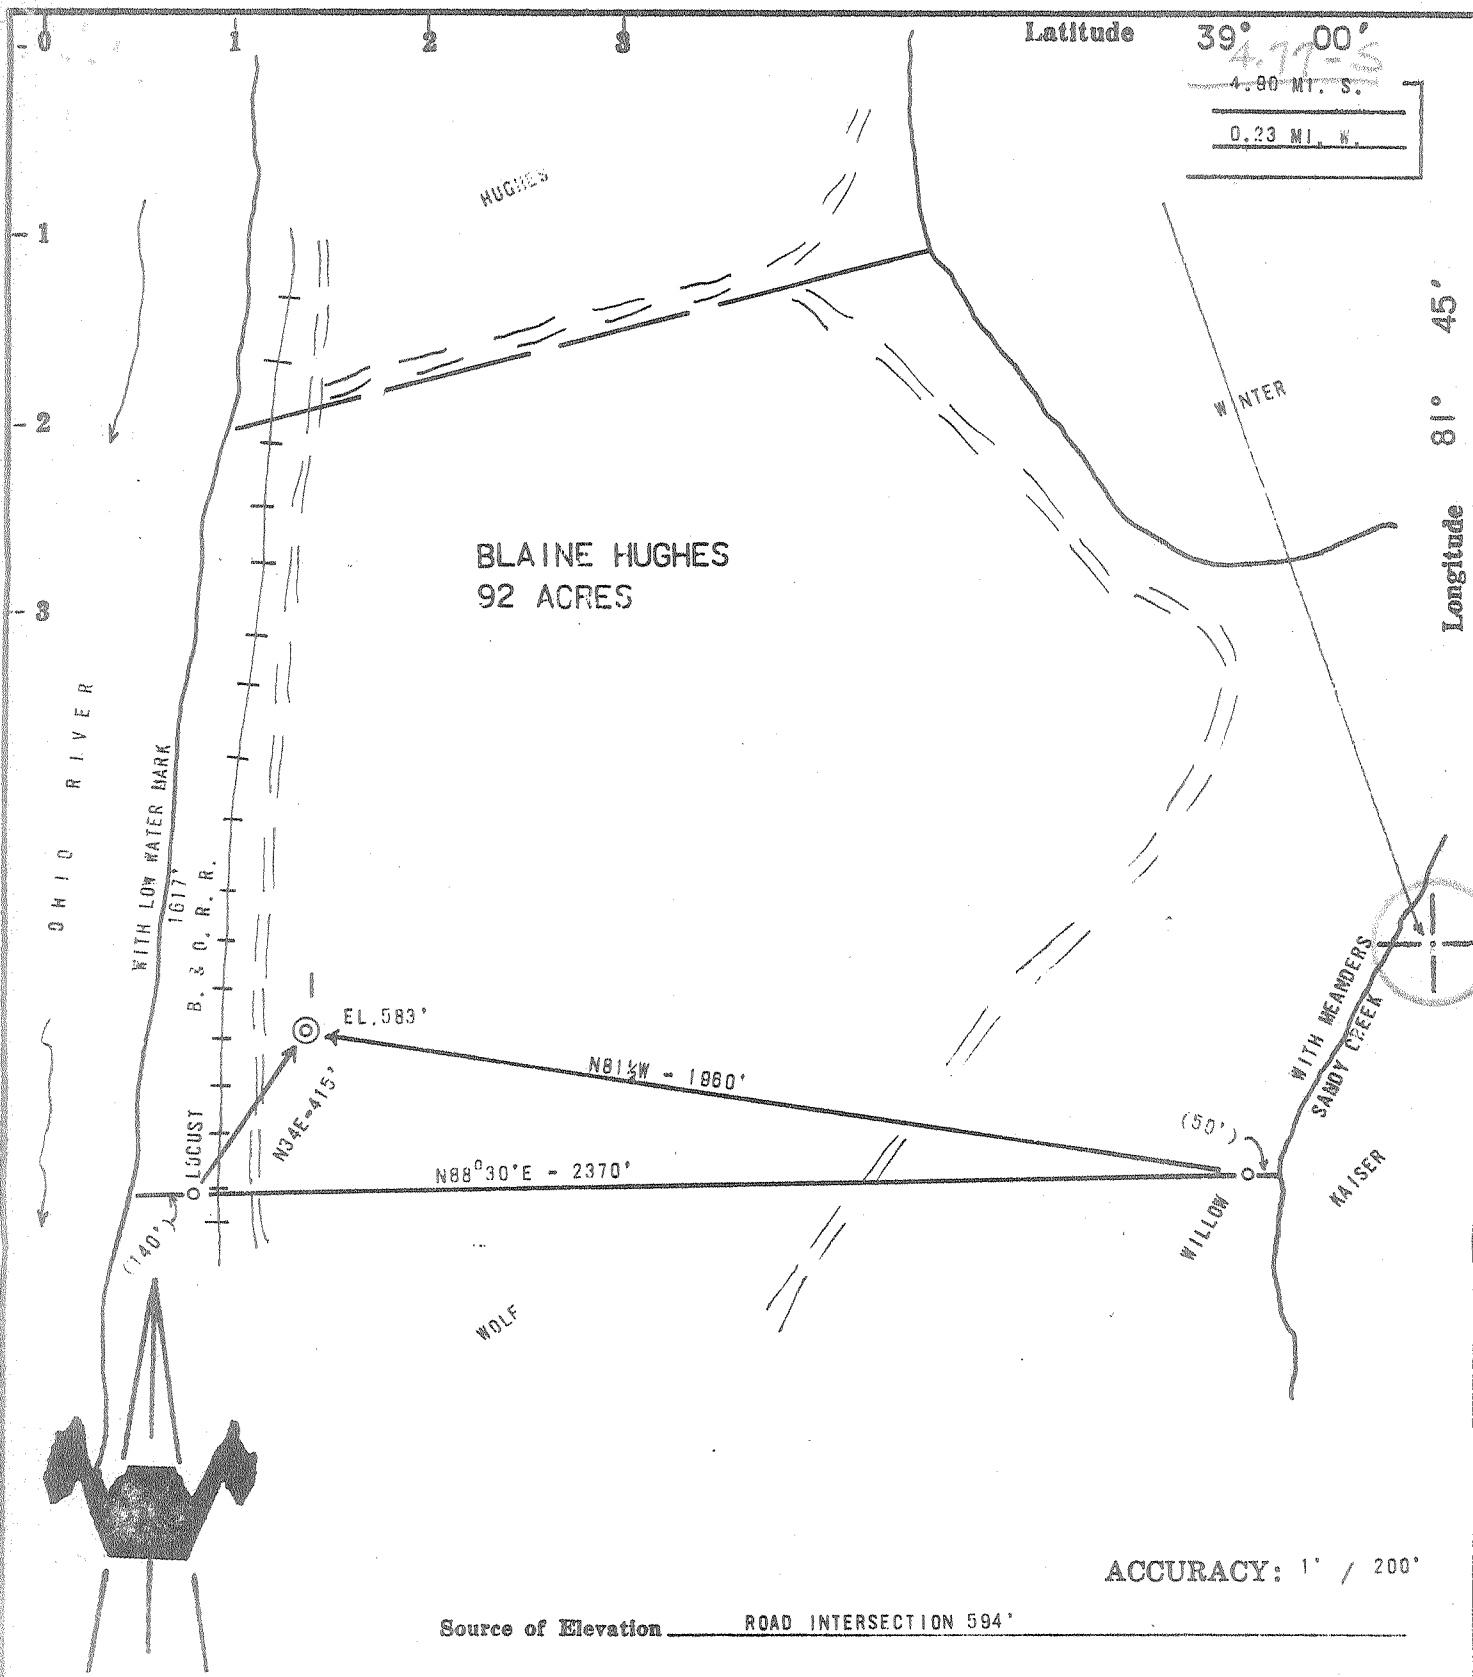 0 1 2 3
Latitude 39° 00'
4.77-S
4.90 MI. S.
0.23 MI. W.
HUGHES
1
2
3
81° 45'
Longitude
WINTER
BLAINE HUGHES
92 ACRES
OHIO RIVER
WITH LOW WATER MARK
1617'
B. & O. R. R.
EL. 583'
N34E-415'
N81½W - 1960'
LOCUST
N88°30'E - 2370'
(140')
(50')
WILLOW
WITH MEANDERS
SANDY CREEK
KAISER
WOLF
ACCURACY: 1' / 200'
Source of Elevation ROAD INTERSECTION 594'